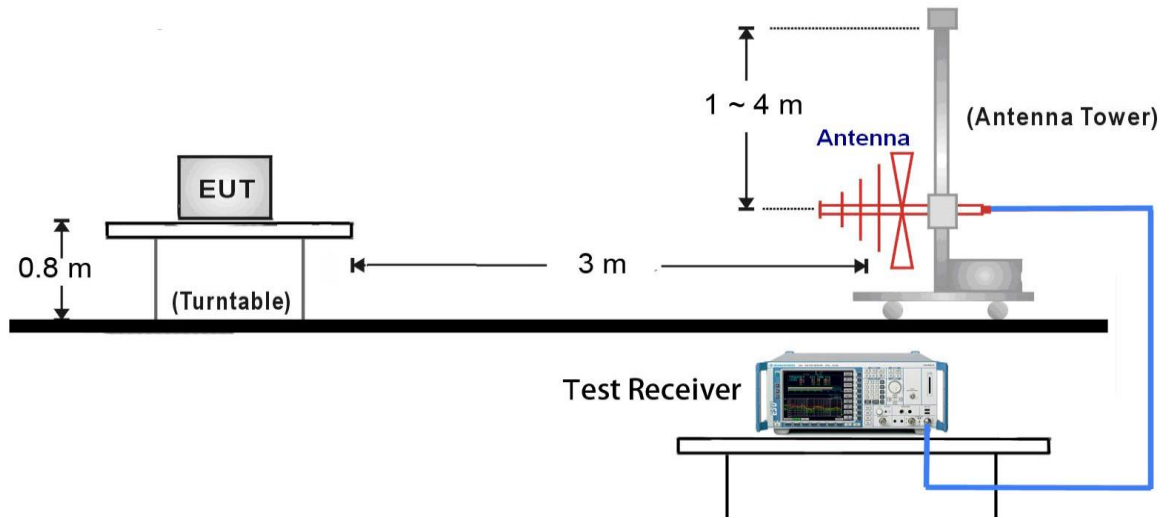 1 ~ 4 m
(Antenna Tower)
Antenna
EUT
0.8 m
3 m
(Turntable)
Test Receiver